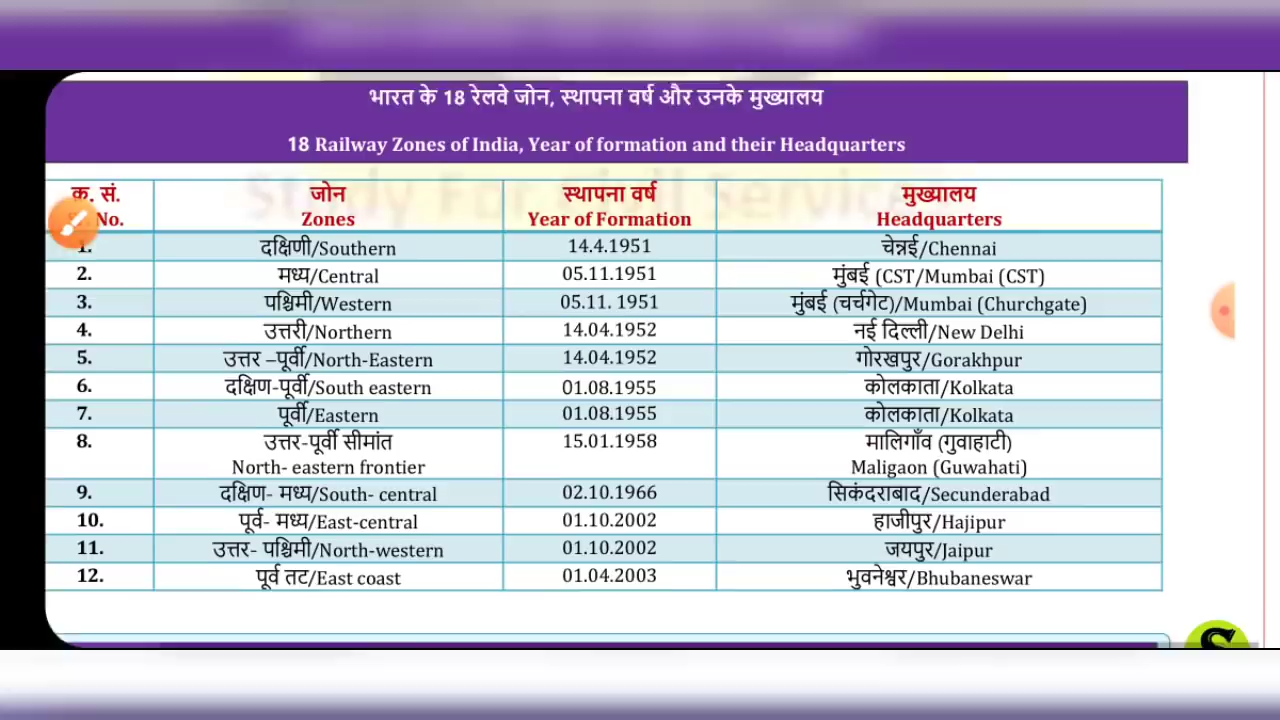 भारत के 18 रेलवे जोन, स्थापना वर्ष और उनके मुख्यालय
18 Railway Zones of India, Year of formation and their Headquarters
क. सं. जोन स्थापना वर्ष मुख्यालय
No. Zones Year of Formation Headquarters
1. दक्षिणी/Southern 14.4.1951 चेन्नई/Chennai
2. मध्य/Central 05.11.1951 मुंबई (CST/Mumbai (CST)
3. पश्चिमी/Western 05.11. 1951 मुंबई (चर्चगेट)/Mumbai (Churchgate)
4. उत्तरी/Northern 14.04.1952 नई दिल्ली/New Delhi
5. उत्तर –पूर्वी/North-Eastern 14.04.1952 गोरखपुर/Gorakhpur
6. दक्षिण-पूर्वी/South eastern 01.08.1955 कोलकाता/Kolkata
7. पूर्वी/Eastern 01.08.1955 कोलकाता/Kolkata
8. उत्तर-पूर्वी सीमांत 15.01.1958 मालिगाँव (गुवाहाटी)
North- eastern frontier Maligaon (Guwahati)
9. दक्षिण- मध्य/South- central 02.10.1966 सिकंदराबाद/Secunderabad
10. पूर्व- मध्य/East-central 01.10.2002 हाजीपुर/Hajipur
11. उत्तर- पश्चिमी/North-western 01.10.2002 जयपुर/Jaipur
12. पूर्व तट/East coast 01.04.2003 भुवनेश्वर/Bhubaneswar
Study For Civil Service